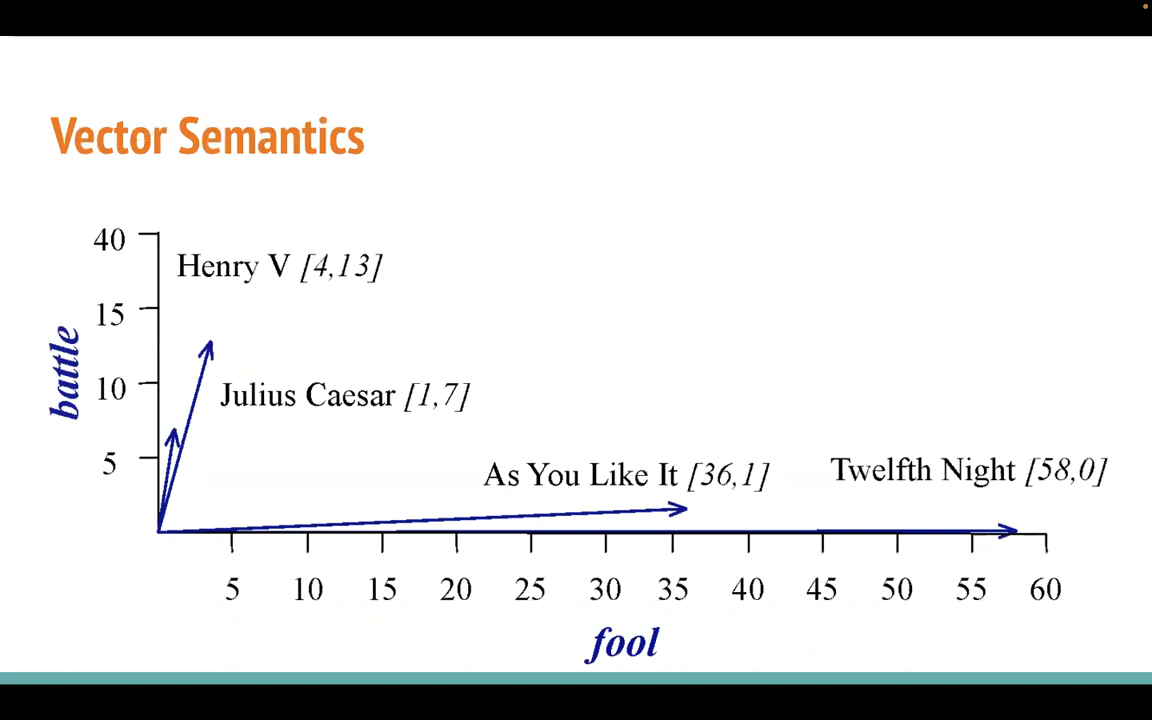 Vector Semantics
40
Henry V [4,13]
15
battle
10
Julius Caesar [1,7]
5
As You Like It [36,1]
Twelfth Night [58,0]
5 10 15 20 25 30 35 40 45 50 55 60
fool